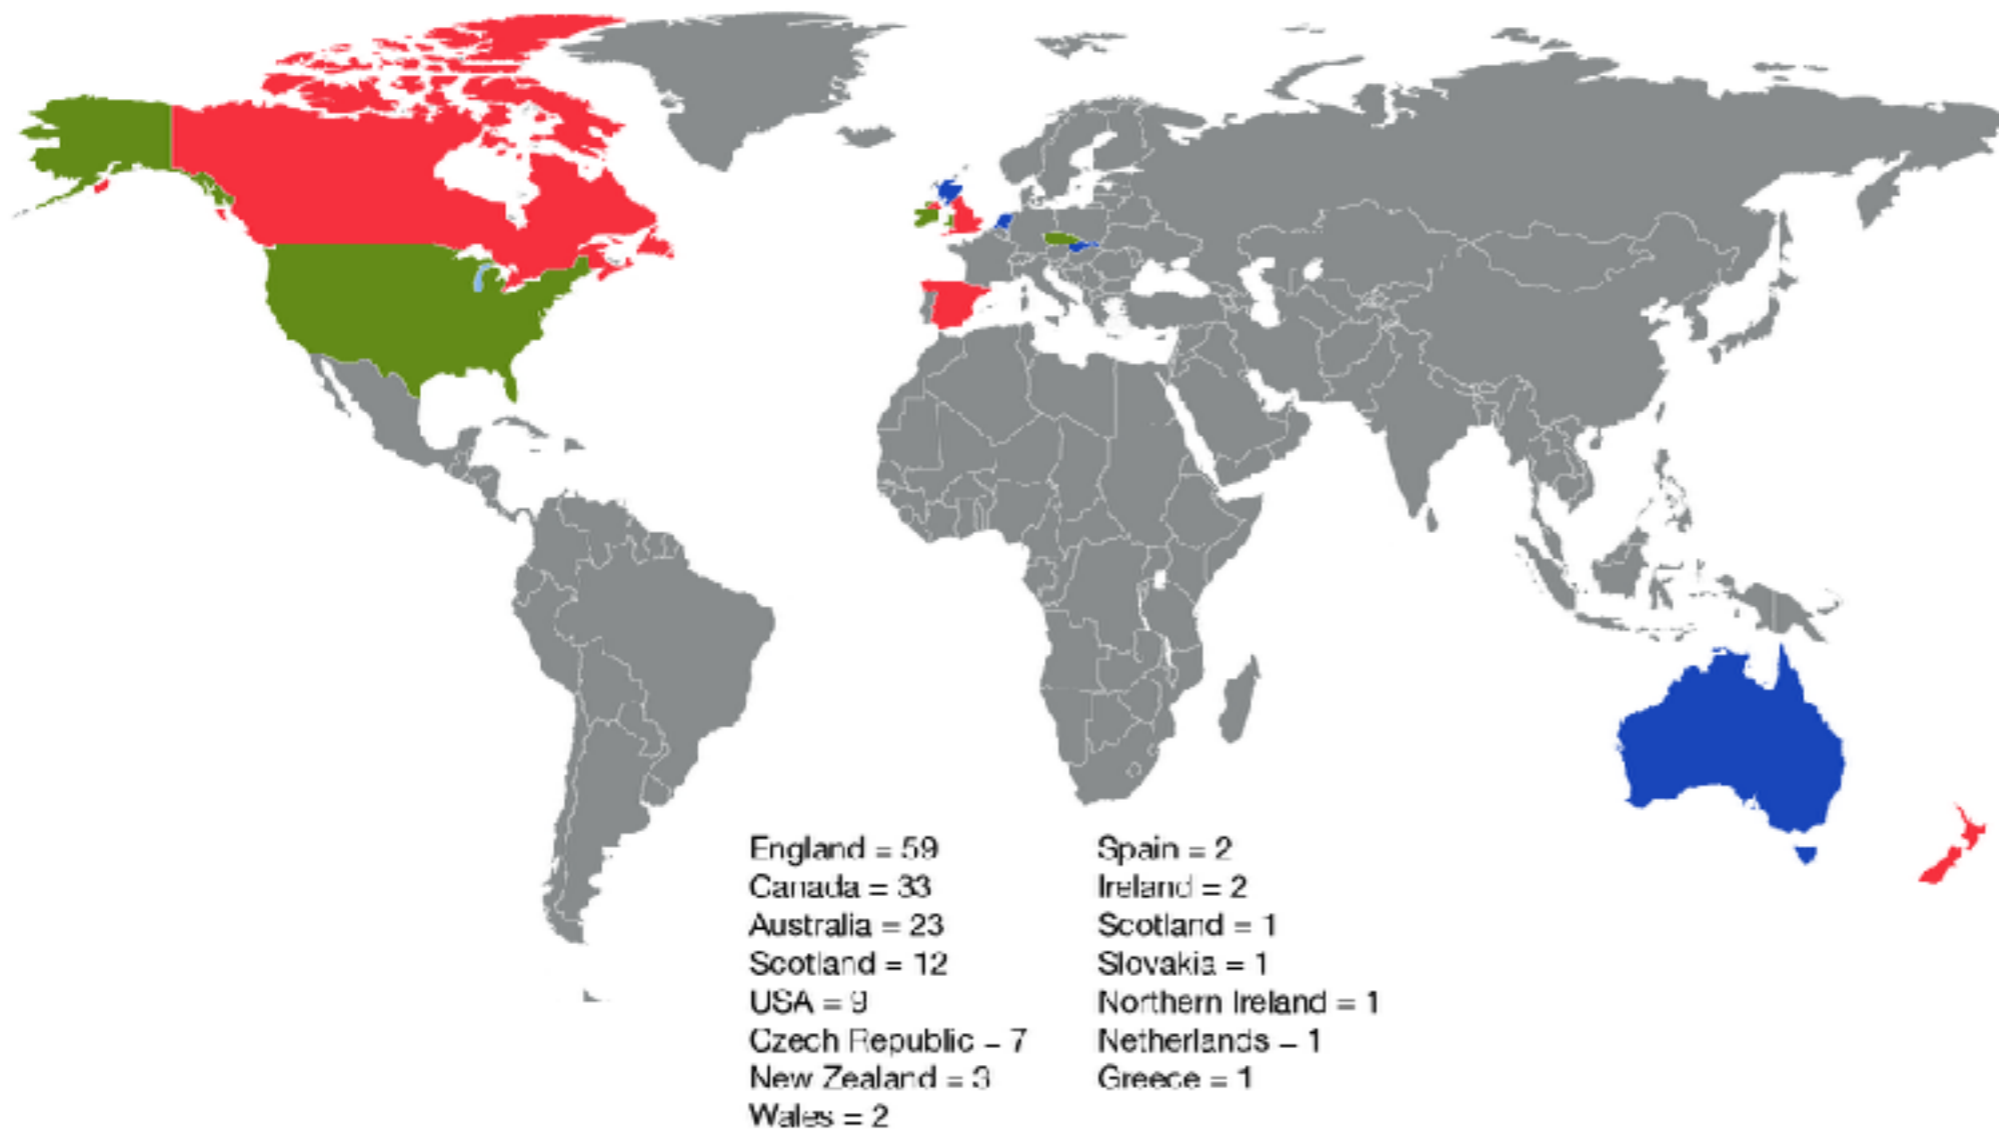 England = 59
Canada = 33
Australia = 23
Scotland = 12
USA = 9
Czech Republic = 7
New Zealand = 3
Wales = 2
Spain = 2
Ireland = 2
Scotland = 1
Slovakia = 1
Northern Ireland = 1
Netherlands = 1
Greece = 1